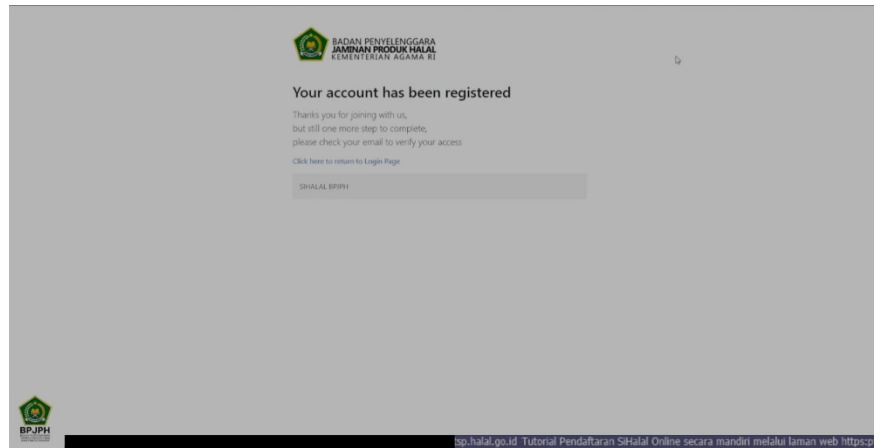 BADAN PENYELENGGARA
JAMINAN PRODUK HALAL
KEMENTERIAN AGAMA RI
Your account has been registered
Thanks you for joining with us,
but still one more step to complete,
please check your email to verify your access
Click here to return to Login Page
SIHALAL BPJPH
BPJPH
tsp.halal.go.id Tutorial Pendaftaran SiHalal Online secara mandiri melalui laman web https:p